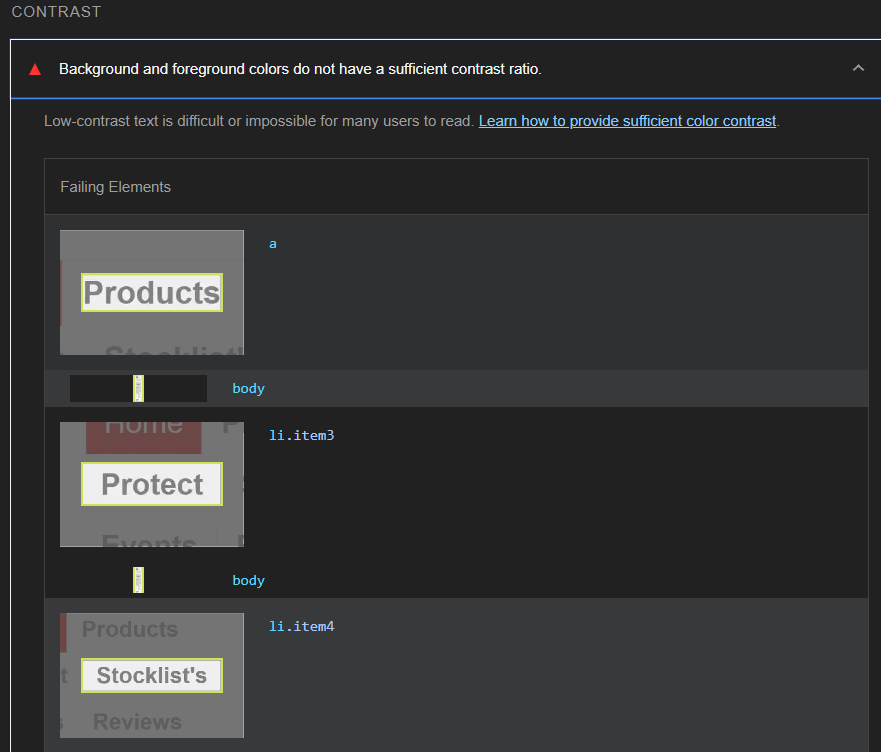 CONTRAST
Background and foreground colors do not have a sufficient contrast ratio.
Low-contrast text is difficult or impossible for many users to read. Learn how to provide sufficient color contrast.
Failing Elements
a
Products
body
Home
li.item3
Protect
Events
body
li.item4
Products
Stocklist's
Reviews